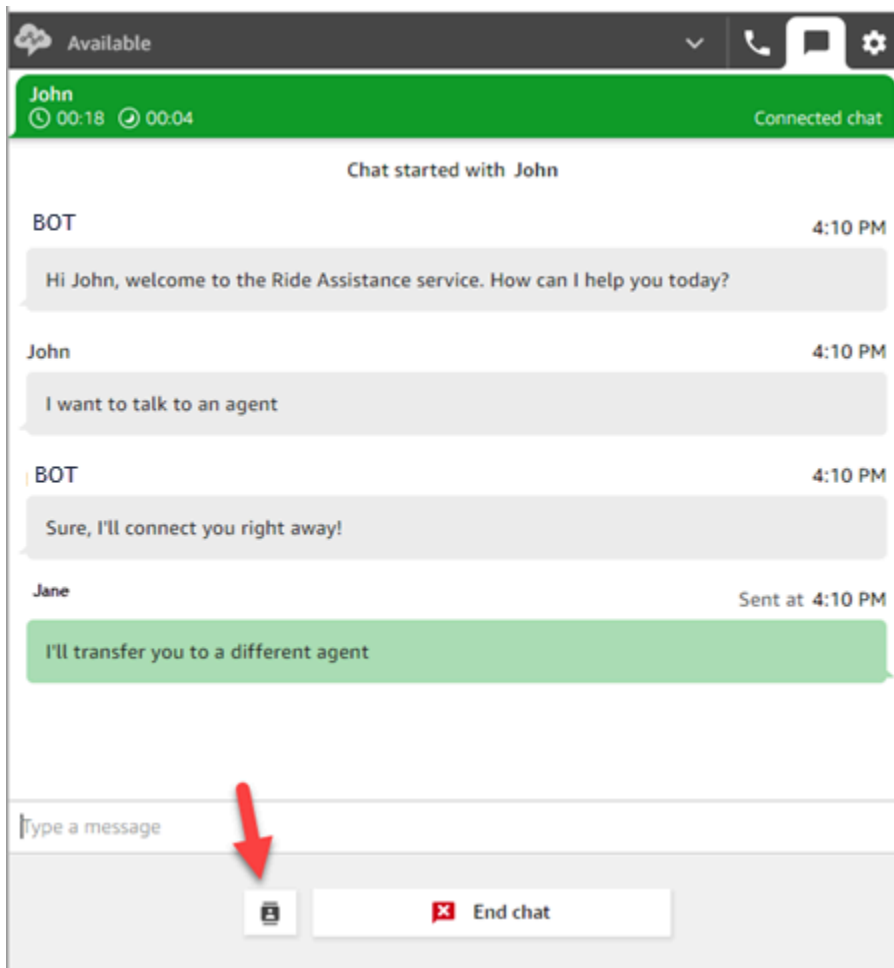 Available
John
00:18 00:04 Connected chat
Chat started with John
BOT 4:10 PM
Hi John, welcome to the Ride Assistance service. How can I help you today?
John 4:10 PM
I want to talk to an agent
BOT 4:10 PM
Sure, I'll connect you right away!
Jane Sent at 4:10 PM
I'll transfer you to a different agent
Type a message
End chat